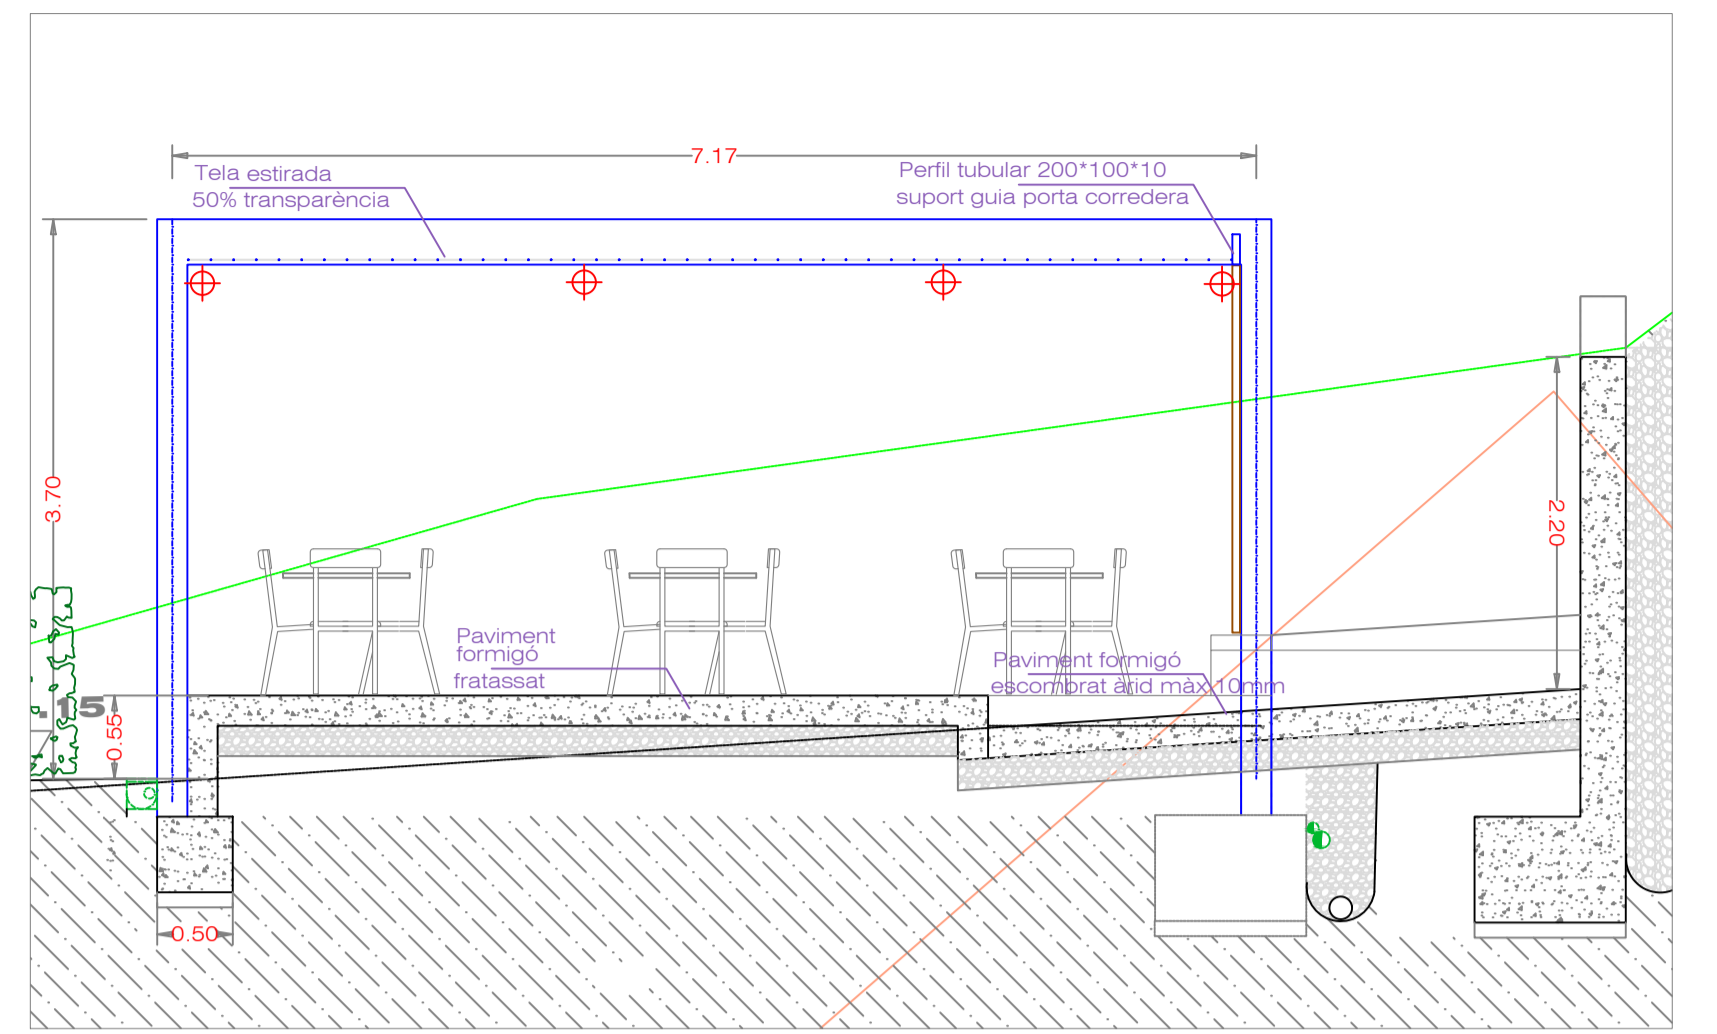 7.17
Tela estirada
50% transparència
Perfil tubular 200*100*10
suport guia porta corredera
3.70
2.20
Paviment
formigó
fratassat
Paviment formigó
escombrat àrid màx 10mm
.15
0.55
0.50